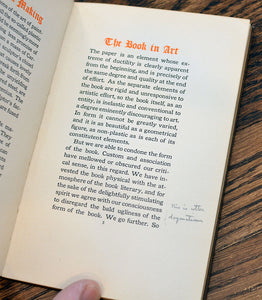 Making
The Book in Art
The paper is an element whose ex-
treme of ductility is clearly apparent
from the beginning, and is precisely of
the same degree and quality at the end
of effort. As the separate elements
are rigid and unresponsive to
artistic effort, so the book itself, as an
entity, is inelastic and conventional to
a degree eminently discouraging to art.
In form it cannot be greatly varied,
and it is as beautiful as a geometrical
figure, as non-plastic as is each of its
constituent elements.
But we are able to condone the form
of the book. Custom and association
have mellowed or obscured our criti-
cal sense, in this regard. We have in-
vested the book physical with the at-
mosphere of the book literary, and for
the sake of the delightfully stimulating
spirit we agree with our consciousness
to disregard the bald ugliness of the
form of the book. We go further. So
this is utter
dogmatism